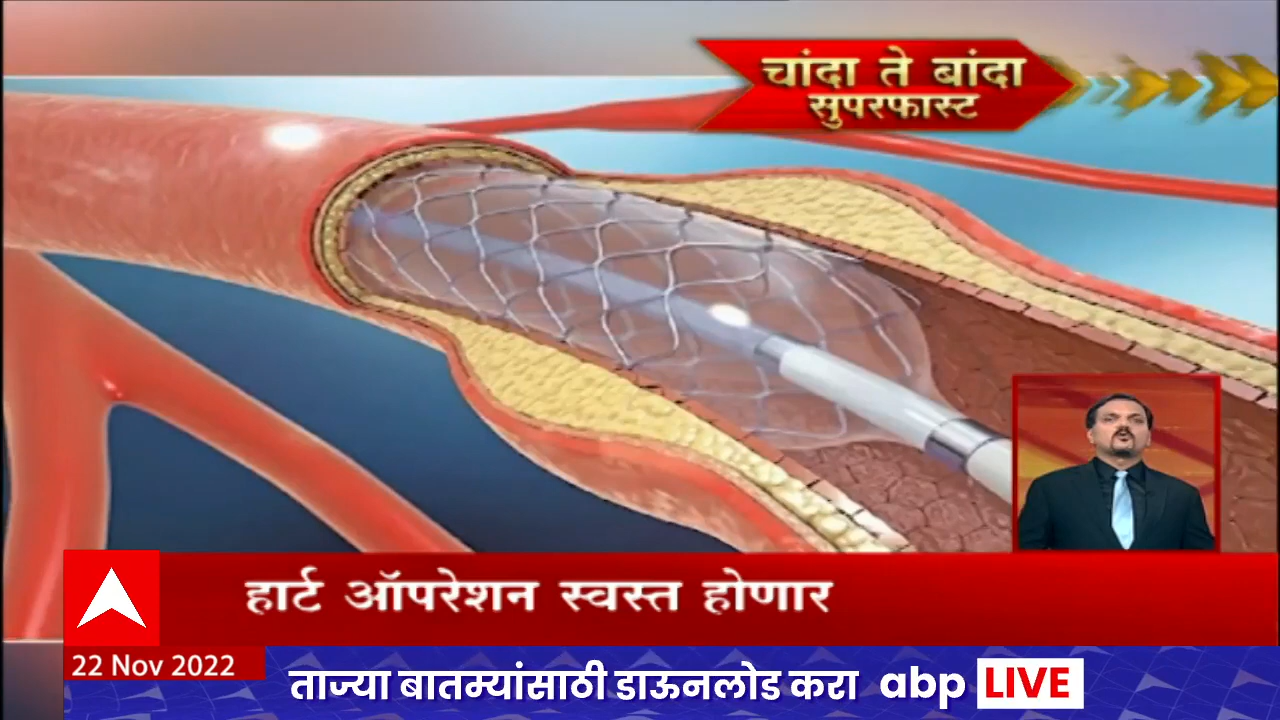 चांदा ते बांदा
सुपरफास्ट
हार्ट ऑपरेशन स्वस्त होणार
22 Nov 2022
ताज्या बातम्यांसाठी डाऊनलोड करा abp LIVE